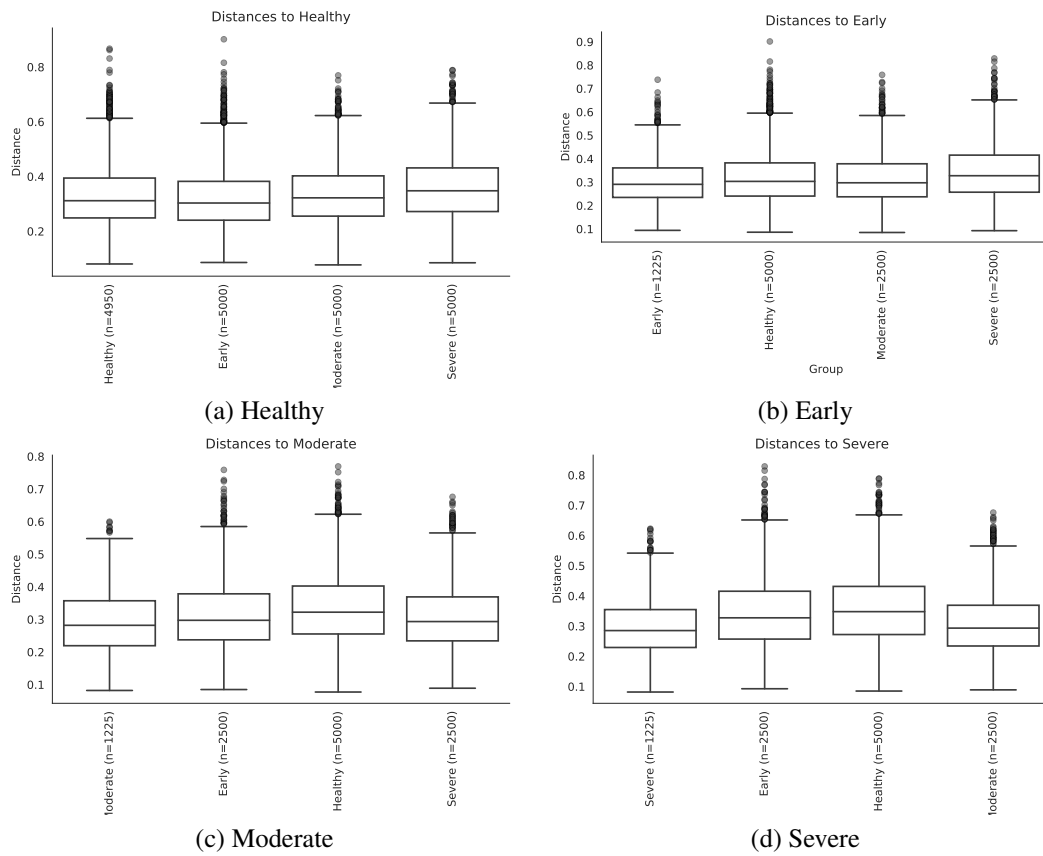 Distances to Healthy
Distance
0.8
0.6
0.4
0.2
Healthy (n=4950)
Early (n=5000)
oderate (n=5000)
Severe (n=5000)
(a) Healthy
Distances to Early
Distance
0.9
0.8
0.7
0.6
0.5
0.4
0.3
0.2
0.1
Early (n=1225)
Healthy (n=5000)
Moderate (n=2500)
Severe (n=2500)
Group
(b) Early
Distances to Moderate
Distance
0.8
0.7
0.6
0.5
0.4
0.3
0.2
0.1
oderate (n=1225)
Early (n=2500)
Healthy (n=5000)
Severe (n=2500)
(c) Moderate
Distances to Severe
Distance
0.8
0.7
0.6
0.5
0.4
0.3
0.2
0.1
Severe (n=1225)
Early (n=2500)
Healthy (n=5000)
oderate (n=2500)
(d) Severe